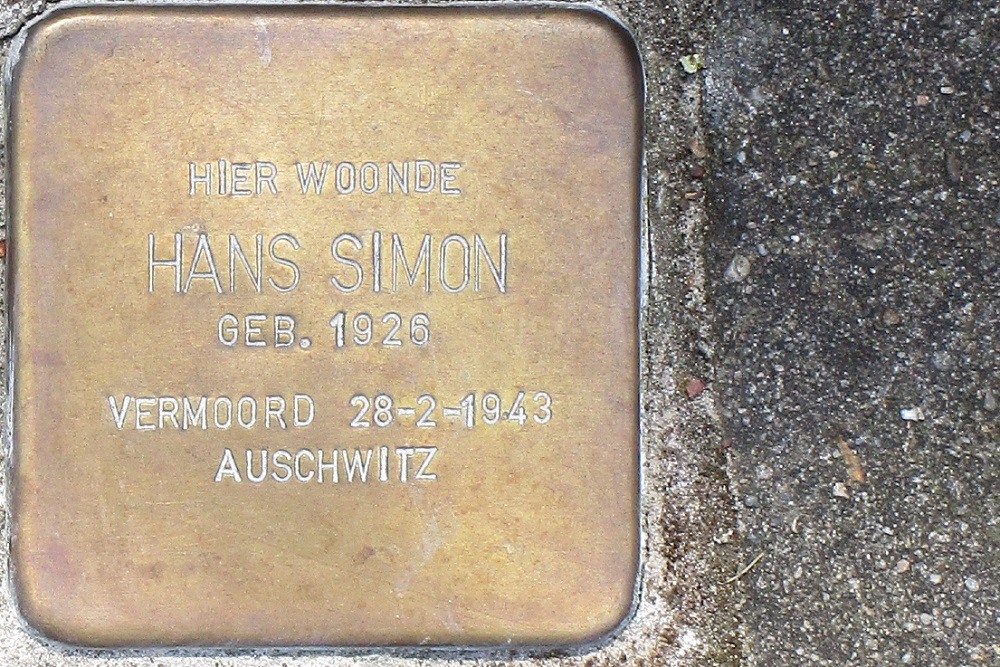 HIER WOONDE
HANS SIMON
GEB. 1926
VERMOORD 28-2-1943
AUSCHWITZ